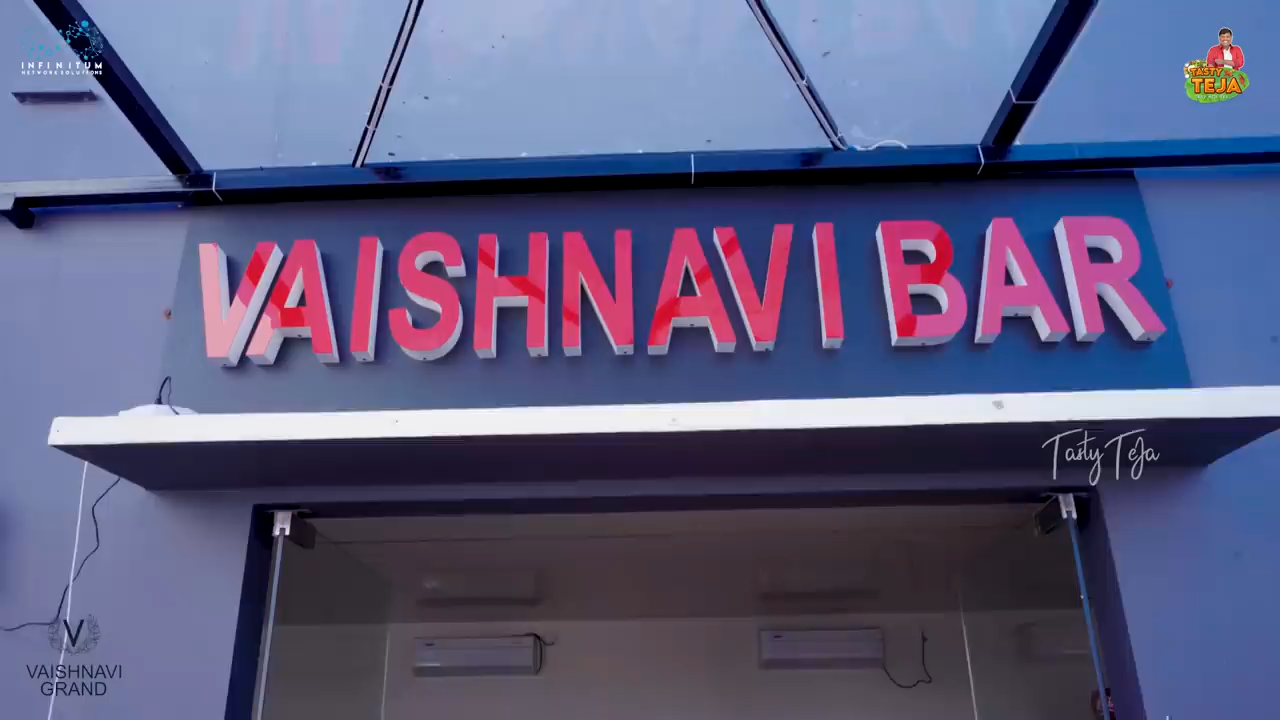 INFINITUM
NETWORK SOLUTIONS
TASTY
TEJA
VAISHNAVI BAR
Tasty Teja
V
VAISHNAVI
GRAND